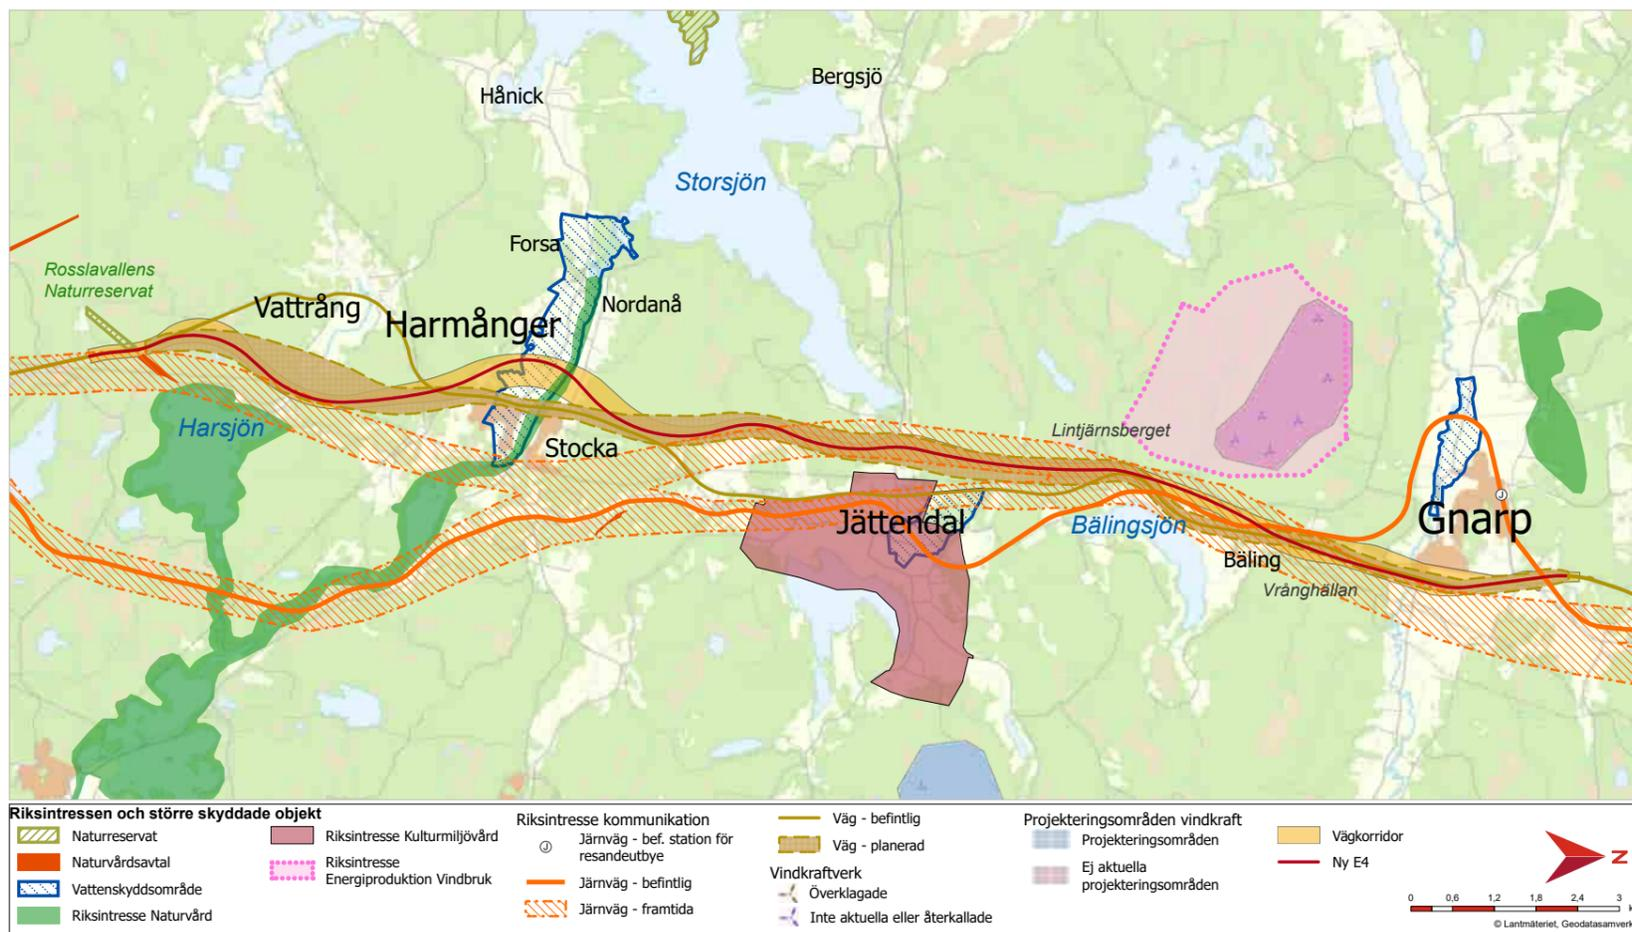 Bergsjö
Hånick
Storsjön
Forsa
Rosslavallens
Naturreservat
Vattrång
Nordanå
Harmånger
Harsjön
Lintjärnsberget
Stocka
Jättendal
Bälingsjön
Gnarp
J
Bäling
Vrånghällan
Riksintressen och större skyddade objekt
Naturreservat
Naturvårdsavtal
Vattenskyddsområde
Riksintresse Naturvård
Riksintresse Kulturmiljövård
Riksintresse
Energiproduktion Vindbruk
Riksintresse kommunikation
J
Järnväg - bef. station för
resandeutbye
Järnväg - befintlig
Järnväg - framtida
Väg - befintlig
Väg - planerad
Vindkraftverk
Överklagade
Inte aktuella eller återkallade
Projekteringsområden vindkraft
Projekteringsområden
Ej aktuella
projekteringsområden
Vägkorridor
Ny E4
N
0 0,6 1,2 1,8 2,4 3
© Lantmäteriet, Geodatasamverk